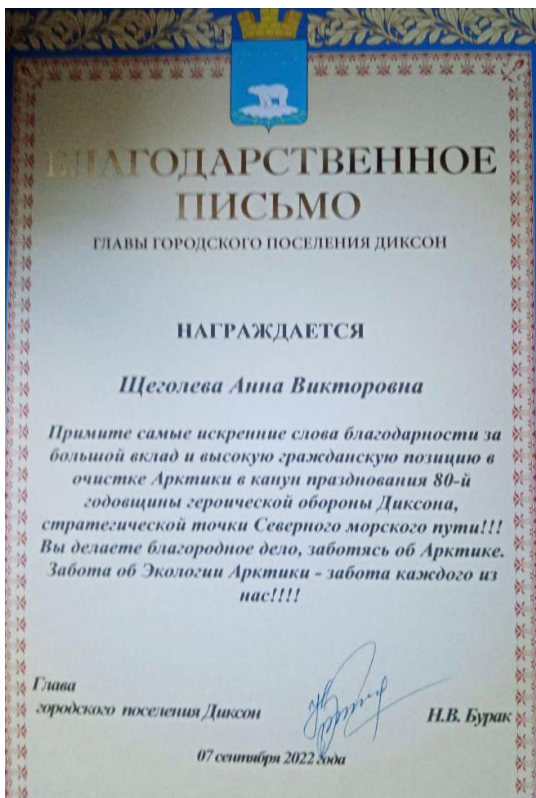 БЛАГОДАРСТВЕННОЕ
ПИСЬМО
ГЛАВЫ ГОРОДСКОГО ПОСЕЛЕНИЯ ДИКСОН
НАГРАЖДАЕТСЯ
Щеголева Анна Викторовна
Примите самые искренние слова благодарности за
большой вклад и высокую гражданскую позицию в
очистке Арктики в канун празднования 80-й
годовщины героической обороны Диксона,
стратегической точки Северного морского пути!!!
Вы делаете благородное дело, заботясь об Арктике.
Забота об Экологии Арктики - забота каждого из
нас!!!!
Глава
городского поселения Диксон
Н.В. Бурак
07 сентября 2022 года